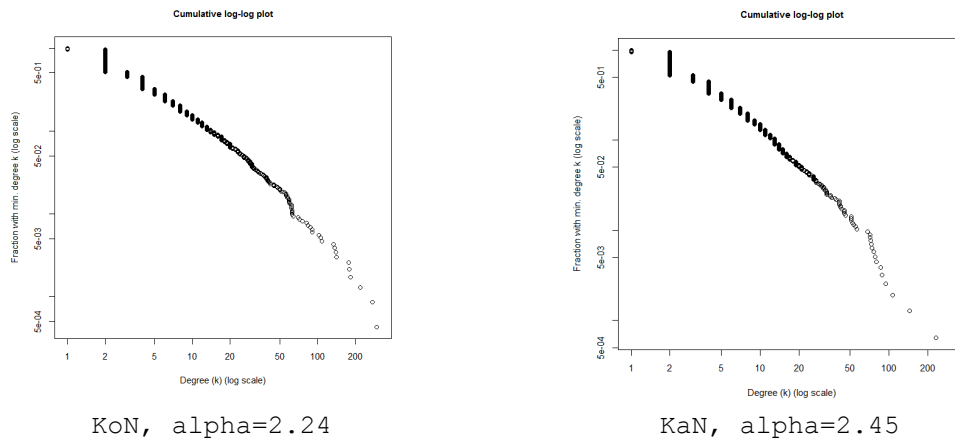 Cumulative log-log plot
Fraction with min. degree k (log scale)
5e-01
5e-02
5e-03
5e-04
1 2 5 10 20 50 100 200
Degree (k) (log scale)
KoN, alpha=2.24
Cumulative log-log plot
Fraction with min. degree k (log scale)
5e-01
5e-02
5e-03
5e-04
1 2 5 10 20 50 100 200
Degree (k) (log scale)
KaN, alpha=2.45